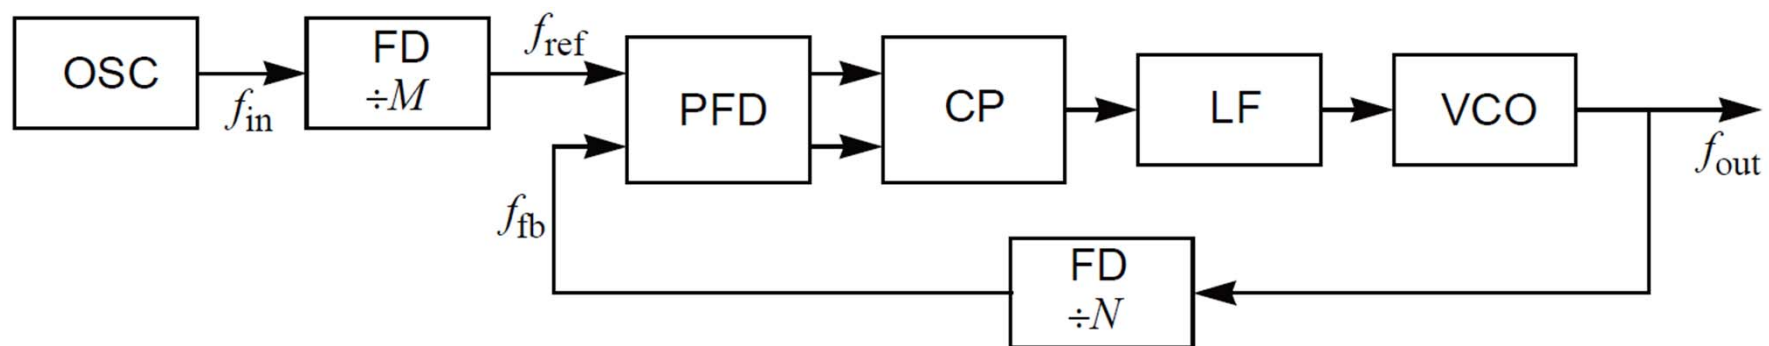 OSC
f_in
FD
÷M
f_ref
PFD
CP
LF
VCO
f_out
f_fb
FD
÷N